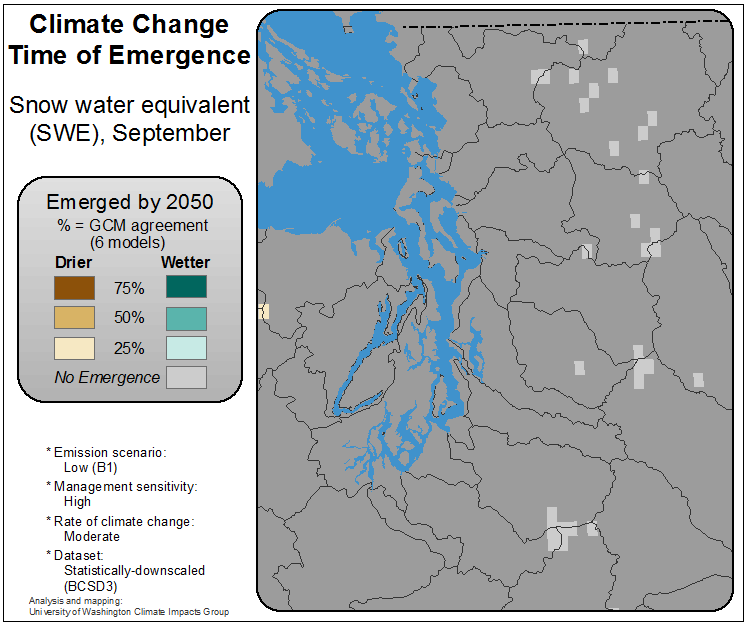 Climate Change
Time of Emergence
Snow water equivalent
(SWE), September
Emerged by 2050
% = GCM agreement
(6 models)
Drier Wetter
75%
50%
25%
No Emergence
* Emission scenario:
Low (B1)
* Management sensitivity:
High
* Rate of climate change:
Moderate
* Dataset:
Statistically-downscaled
(BCSD3)
Analysis and mapping:
University of Washington Climate Impacts Group